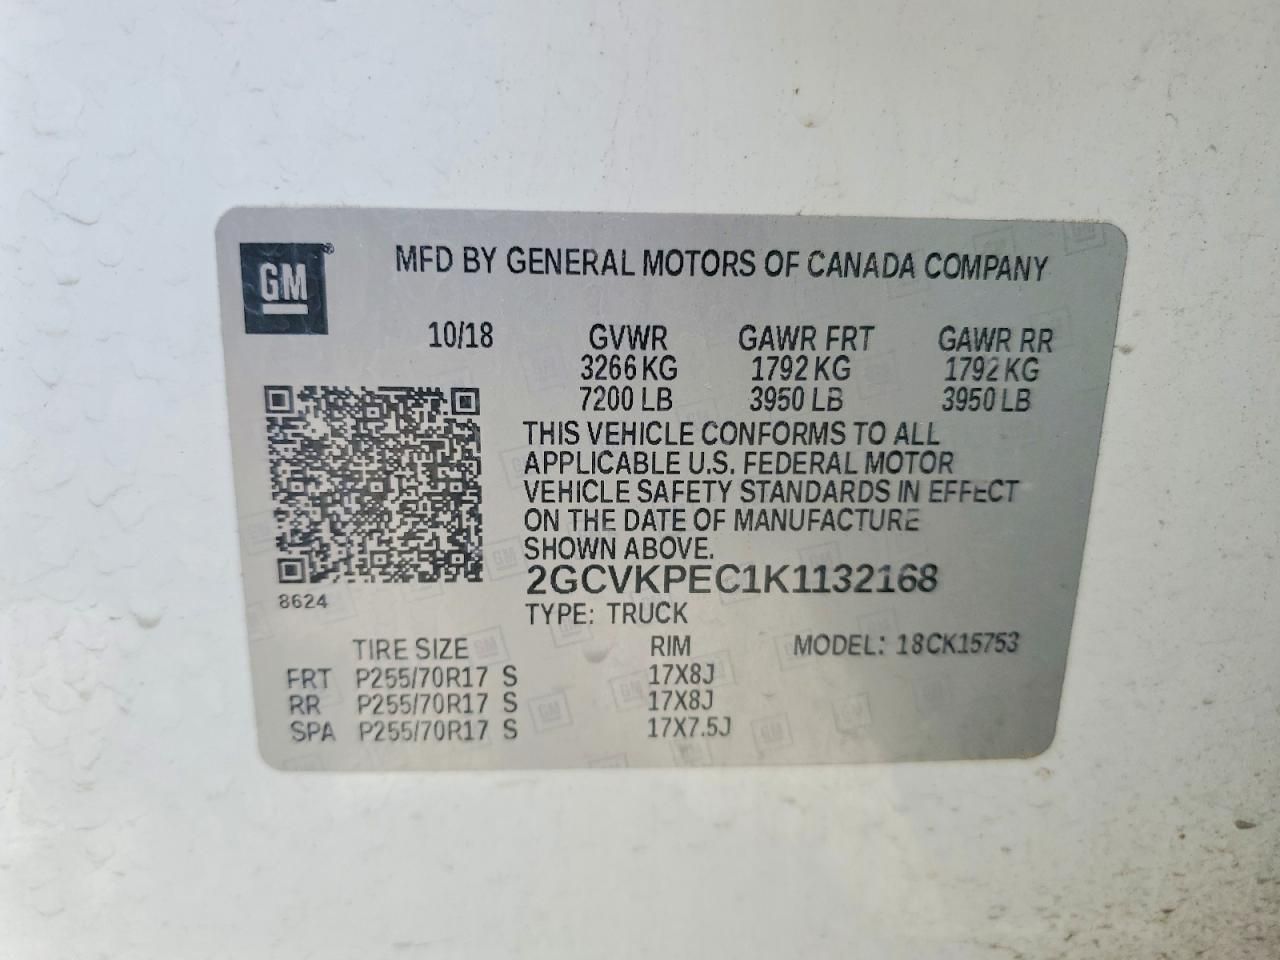 GM®
MFD BY GENERAL MOTORS OF CANADA COMPANY
10/18 GVWR GAWR FRT GAWR RR
3266 KG 1792 KG 1792 KG
7200 LB 3950 LB 3950 LB
THIS VEHICLE CONFORMS TO ALL
APPLICABLE U.S. FEDERAL MOTOR
VEHICLE SAFETY STANDARDS IN EFFECT
ON THE DATE OF MANUFACTURE
SHOWN ABOVE.
2GCVKPEC1K1132168
8624
TYPE: TRUCK
TIRE SIZE RIM MODEL: 18CK15753
FRT P255/70R17 S 17X8J
RR P255/70R17 S 17X8J
SPA P255/70R17 S 17X7.5J